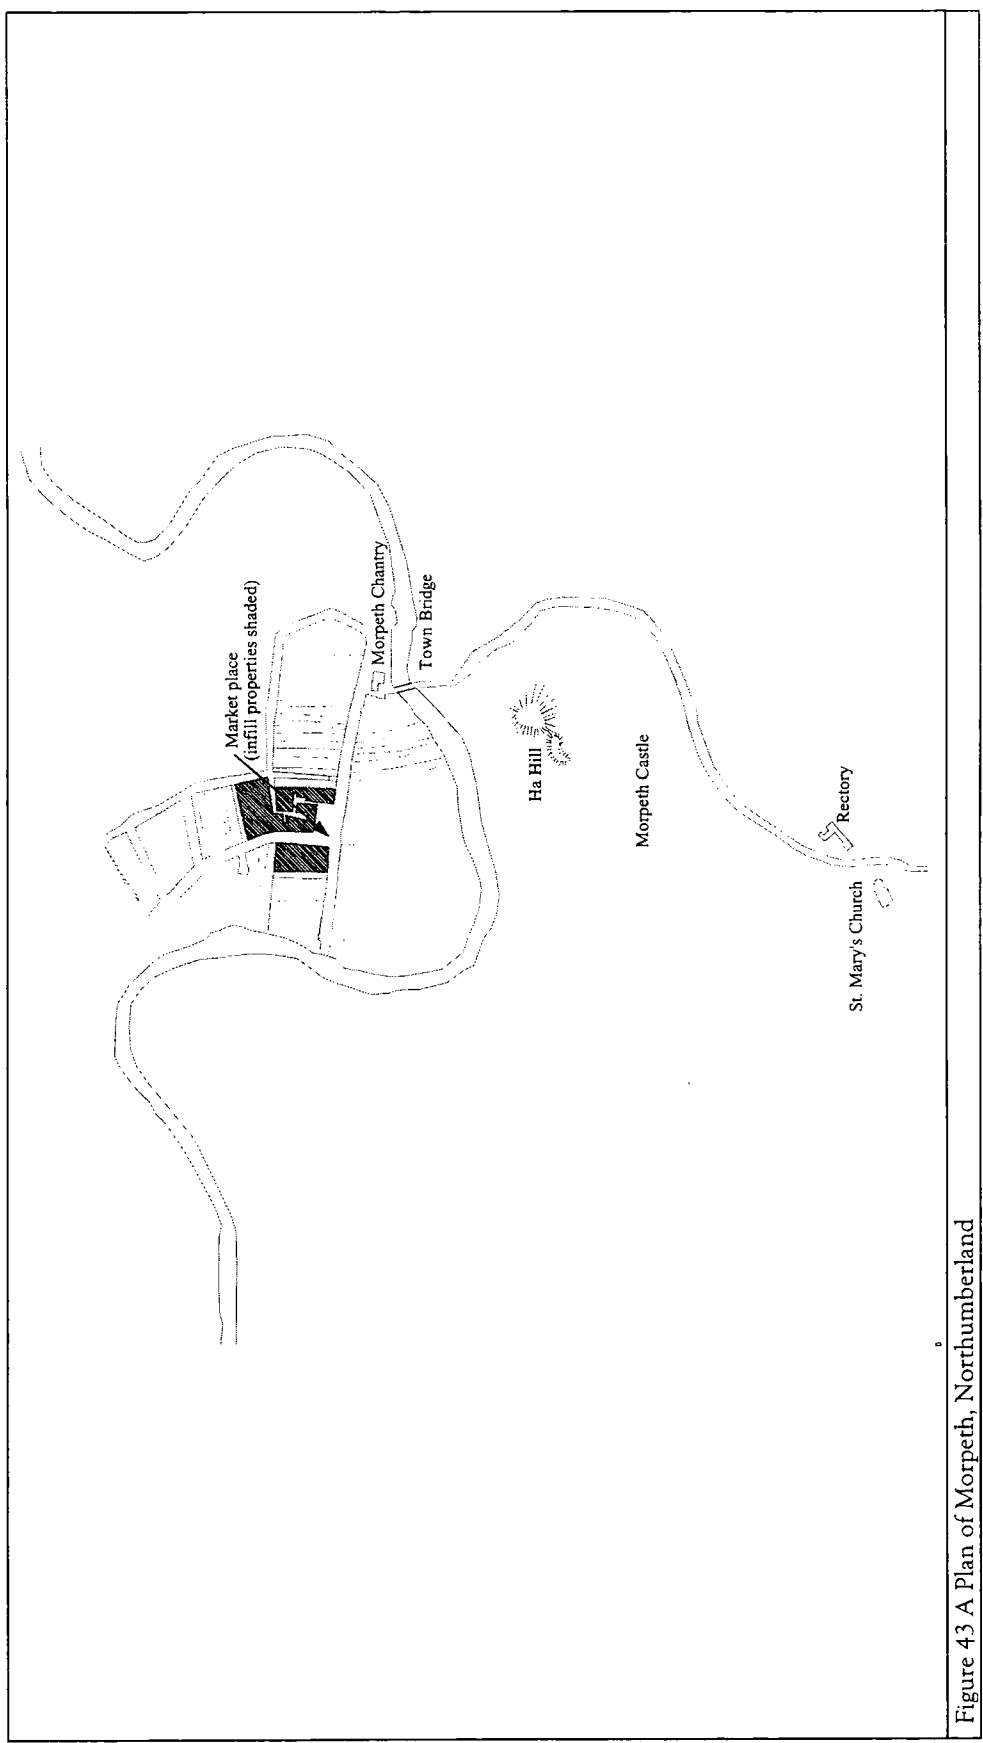 Market place
(infill properties shaded)
Morpeth Chantry
Town Bridge
Ha Hill
Morpeth Castle
Rectory
St. Mary's Church
Figure 43 A Plan of Morpeth, Northumberland